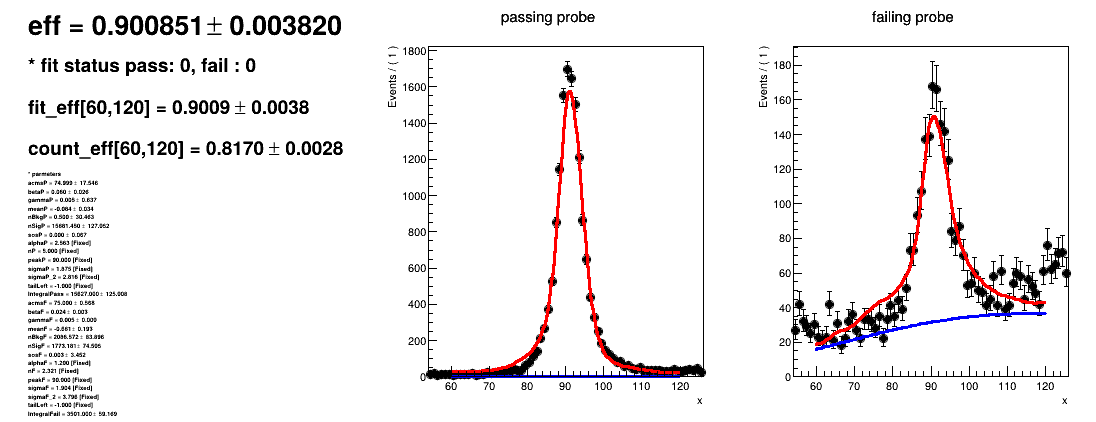 eff = 0.900851 ± 0.003820
* fit status pass: 0, fail : 0
fit_eff[60,120] = 0.9009 ± 0.0038
count_eff[60,120] = 0.8170 ± 0.0028
* parmeters
acmsP = 74.999 ± 17.546
betaP = 0.060 ± 0.026
gammaP = 0.005 ± 0.637
meanP = -0.064 ± 0.034
nBkgP = 0.500 ± 30.463
nSigP = 15881.450 ± 127.052
sosP = 0.000 ± 0.067
alphaP = 2.563 [Fixed]
nP = 5.000 [Fixed]
peakP = 90.000 [Fixed]
sigmaP = 1.875 [Fixed]
sigmaP_2 = 2.816 [Fixed]
tailLeft = -1.000 [Fixed]
IntegralPass = 15627.000 ± 125.008
acmsF = 75.000 ± 0.568
betaF = 0.024 ± 0.003
gammaF = 0.005 ± 0.000
meanF = -0.661 ± 0.193
nBkgF = 2086.572 ± 83.896
nSigF = 1773.181 ± 74.595
sosF = 0.003 ± 3.452
alphaF = 1.200 [Fixed]
nF = 2.321 [Fixed]
peakF = 90.000 [Fixed]
sigmaF = 1.904 [Fixed]
sigmaF_2 = 3.796 [Fixed]
tailLeft = -1.000 [Fixed]
IntegralFail = 3501.000 ± 59.169
passing probe
Events / ( 1 )
1800
1600
1400
1200
1000
800
600
400
200
0
60 70 80 90 100 110 120
x
failing probe
Events / ( 1 )
180
160
140
120
100
80
60
40
20
0
60 70 80 90 100 110 120
x